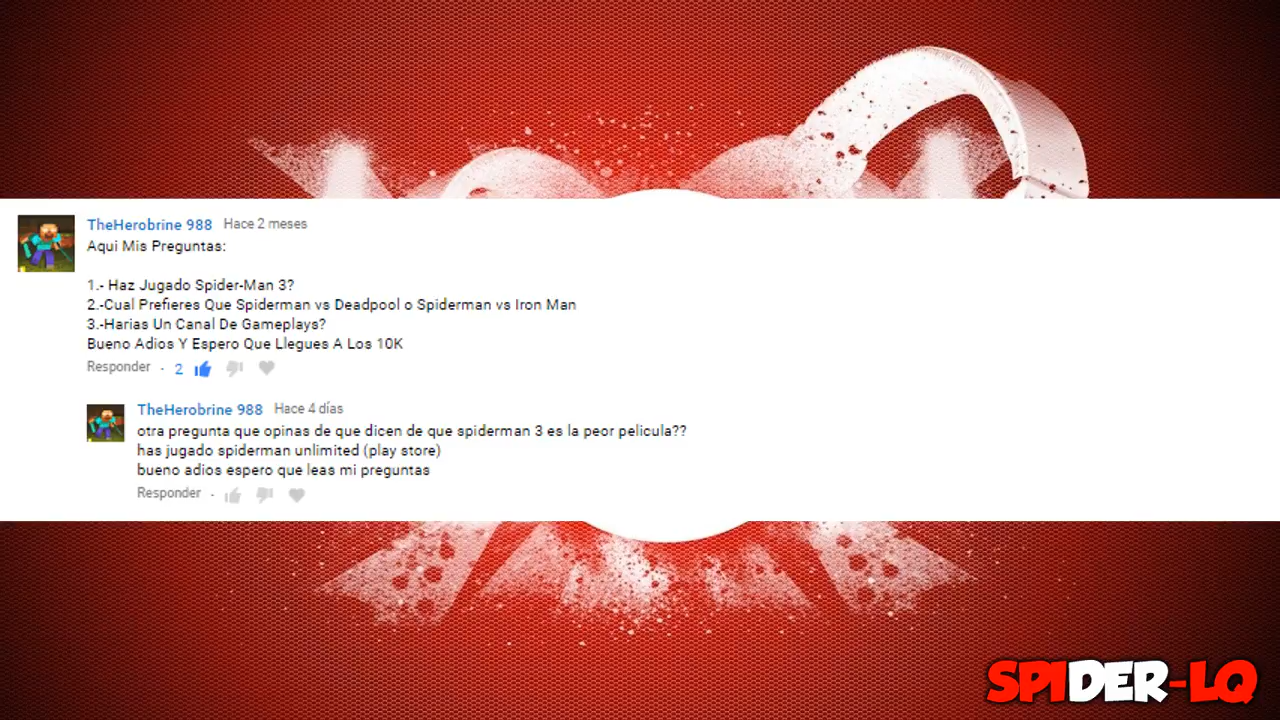 TheHerobrine 988 Hace 2 meses
Aqui Mis Preguntas:
1.- Haz Jugado Spider-Man 3?
2.-Cual Prefieres Que Spiderman vs Deadpool o Spiderman vs Iron Man
3.-Harias Un Canal De Gameplays?
Bueno Adios Y Espero Que Llegues A Los 10K
Responder · 2
TheHerobrine 988 Hace 4 días
otra pregunta que opinas de que dicen de que spiderman 3 es la peor pelicula??
has jugado spiderman unlimited (play store)
bueno adios espero que leas mi preguntas
Responder ·
SPIDER-LQ